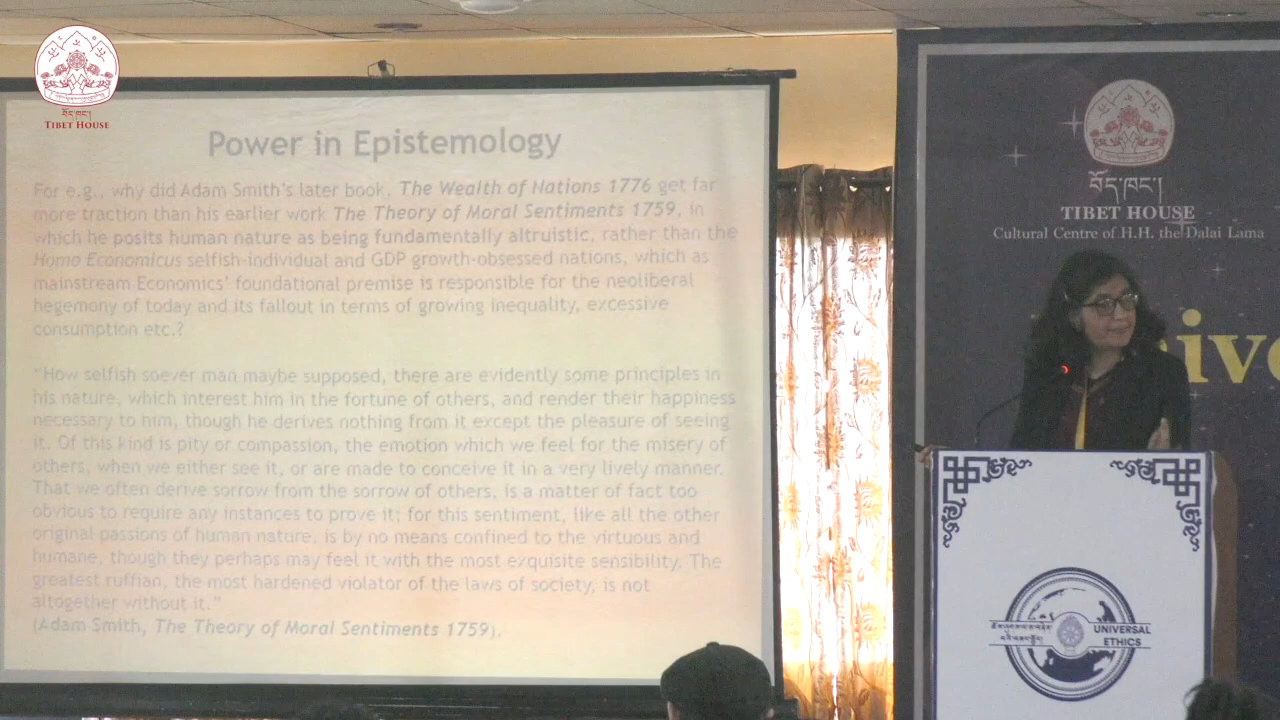 བོད་ཁང་།
TIBET HOUSE
Power in Epistemology
For e.g., why did Adam Smith's later book, The Wealth of Nations 1776 get far
more traction than his earlier work The Theory of Moral Sentiments 1759, in
which he posits human nature as being fundamentally altruistic, rather than the
Homo Economicus selfish-individual and GDP growth-obsessed nations, which as
mainstream Economics' foundational premise is responsible for the neoliberal
hegemony of today and its fallout in terms of growing inequality, excessive
consumption etc.?
"How selfish soever man maybe supposed, there are evidently some principles in
his nature, which interest him in the fortune of others, and render their happiness
necessary to him, though he derives nothing from it except the pleasure of seeing
it. Of this kind is pity or compassion, the emotion which we feel for the misery of
others, when we either see it, or are made to conceive it in a very lively manner.
That we often derive sorrow from the sorrow of others, is a matter of fact too
obvious to require any instances to prove it; for this sentiment, like all the other
original passions of human nature, is by no means confined to the virtuous and
humane, though they perhaps may feel it with the most exquisite sensibility. The
greatest ruffian, the most hardened violator of the laws of society, is not
altogether without it."
(Adam Smith, The Theory of Moral Sentiments 1759).
བོད་ཁང་།
TIBET HOUSE
Cultural Centre of H.H. the Dalai Lama
ive
UNIVERSAL
ETHICS